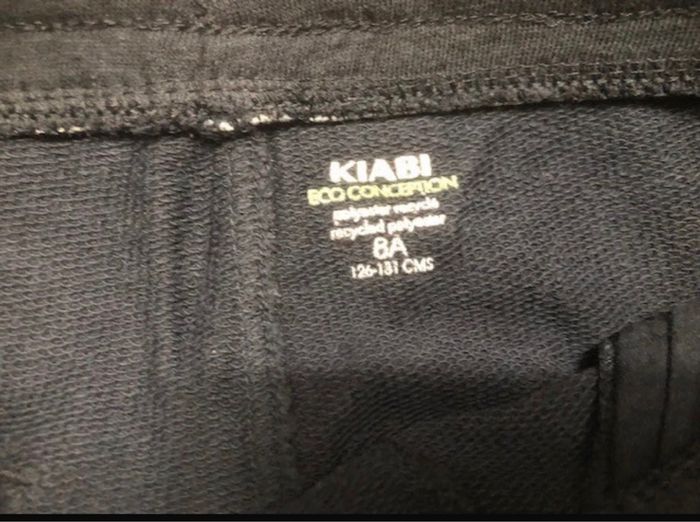 KIABI
ECO CONCEPTION
polyester recyclé
recycled polyester
8A
126-131 CMS